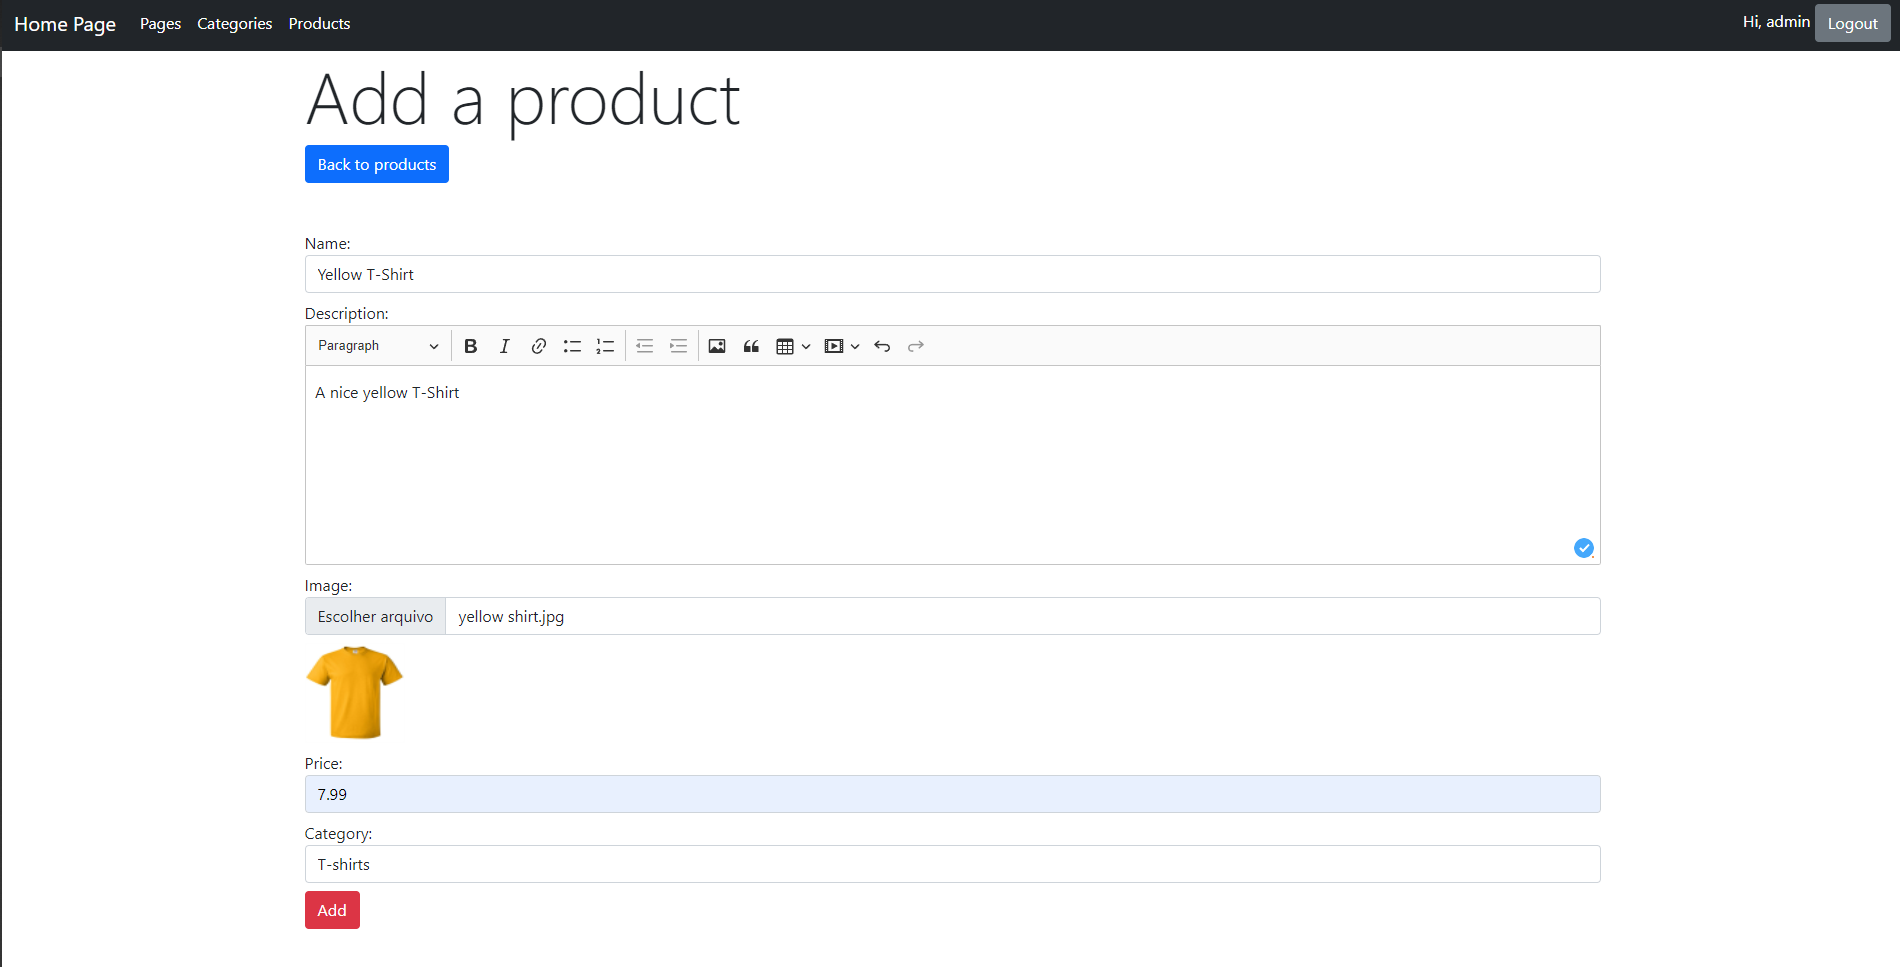 Home Page Pages Categories Products Hi, admin Logout
Add a product
Back to products
Name:
Yellow T-Shirt
Description:
Paragraph
A nice yellow T-Shirt
Image:
Escolher arquivo yellow shirt.jpg
Price:
7.99
Category:
T-shirts
Add